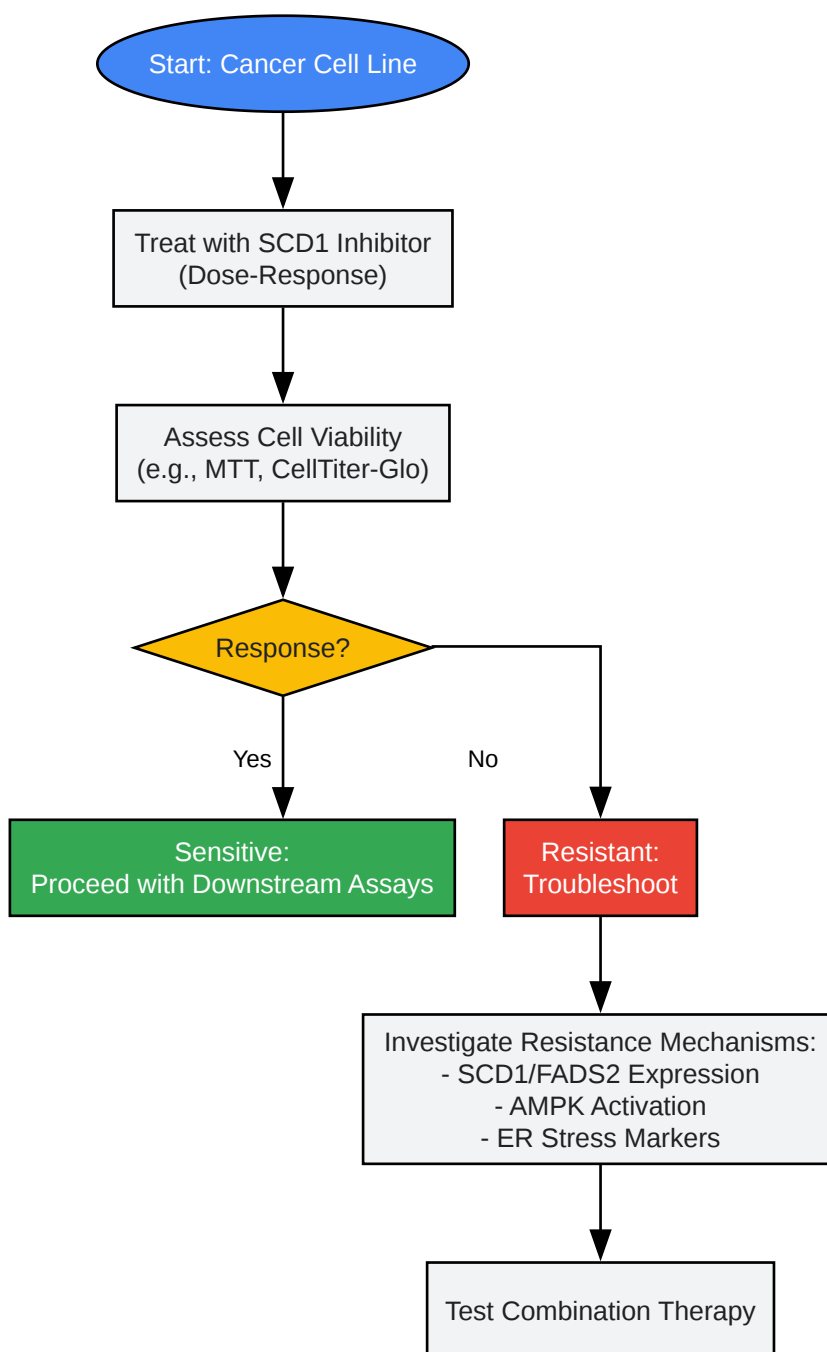 Start: Cancer Cell Line
Treat with SCD1 Inhibitor
(Dose-Response)
Assess Cell Viability
(e.g., MTT, CellTiter-Glo)
Response?
Yes
No
Sensitive:
Proceed with Downstream Assays
Resistant:
Troubleshoot
Investigate Resistance Mechanisms:
- SCD1/FADS2 Expression
- AMPK Activation
- ER Stress Markers
Test Combination Therapy